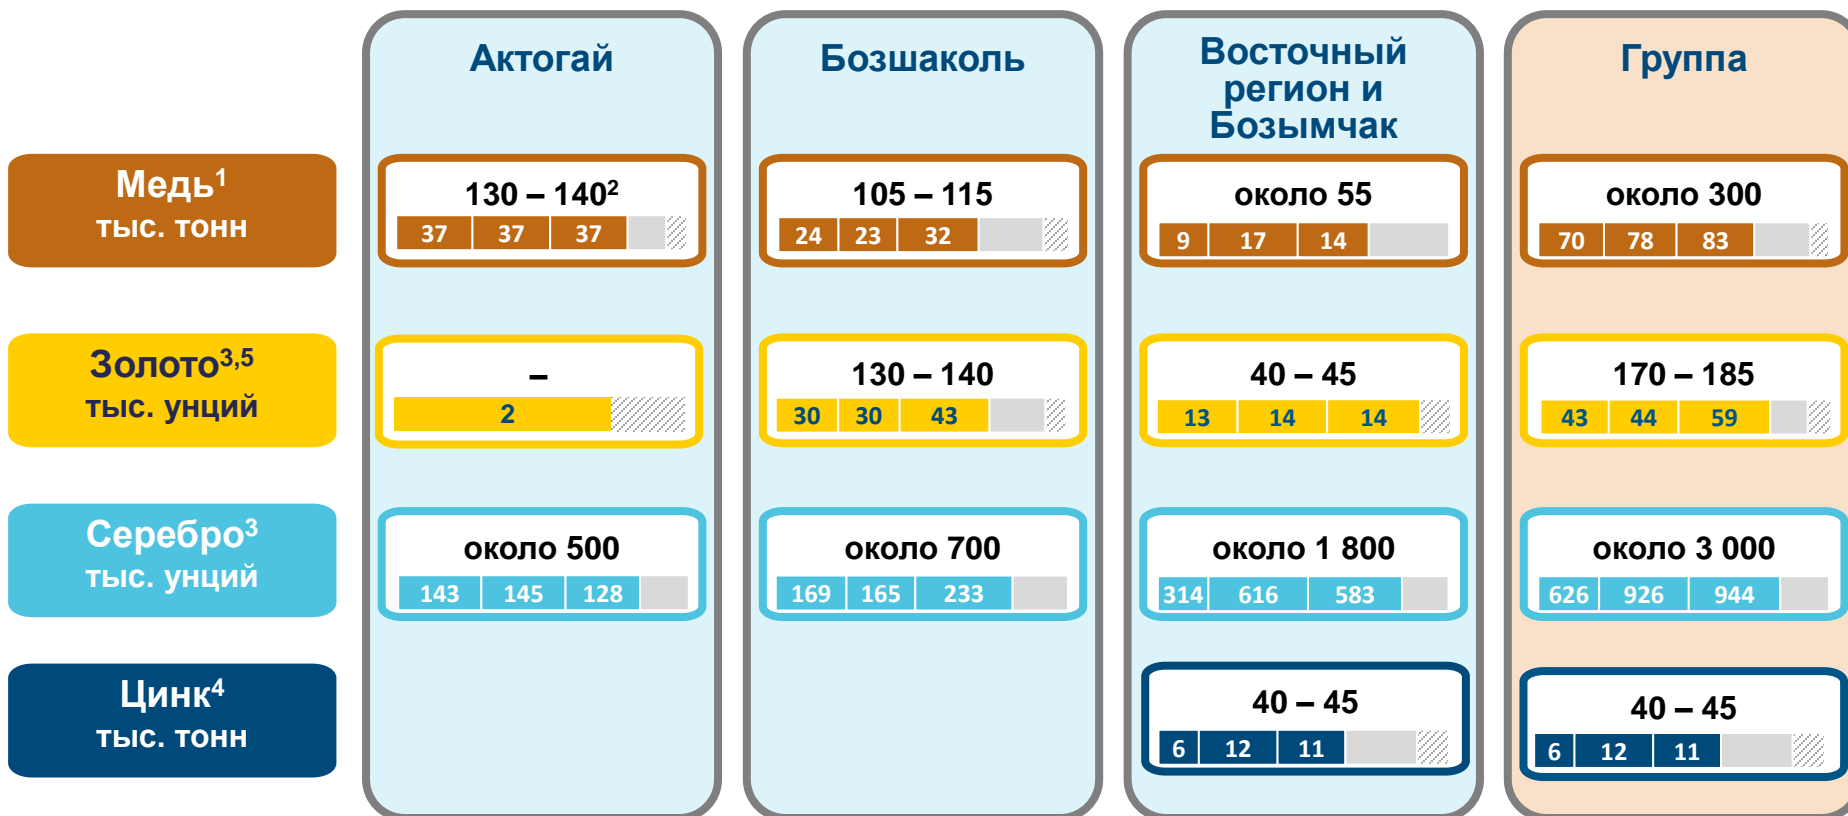 Актогай
Бозшаколь
Восточный
регион и
Бозымчак
Группа
Медь1
тыс. тонн
130 – 140²
37 37 37
105 – 115
24 23 32
около 55
9 17 14
около 300
70 78 83
Золото3,5
тыс. унций
–
2
130 – 140
30 30 43
40 – 45
13 14 14
170 – 185
43 44 59
Серебро3
тыс. унций
около 500
143 145 128
около 700
169 165 233
около 1 800
314 616 583
около 3 000
626 926 944
Цинк4
тыс. тонн
40 – 45
6 12 11
40 – 45
6 12 11